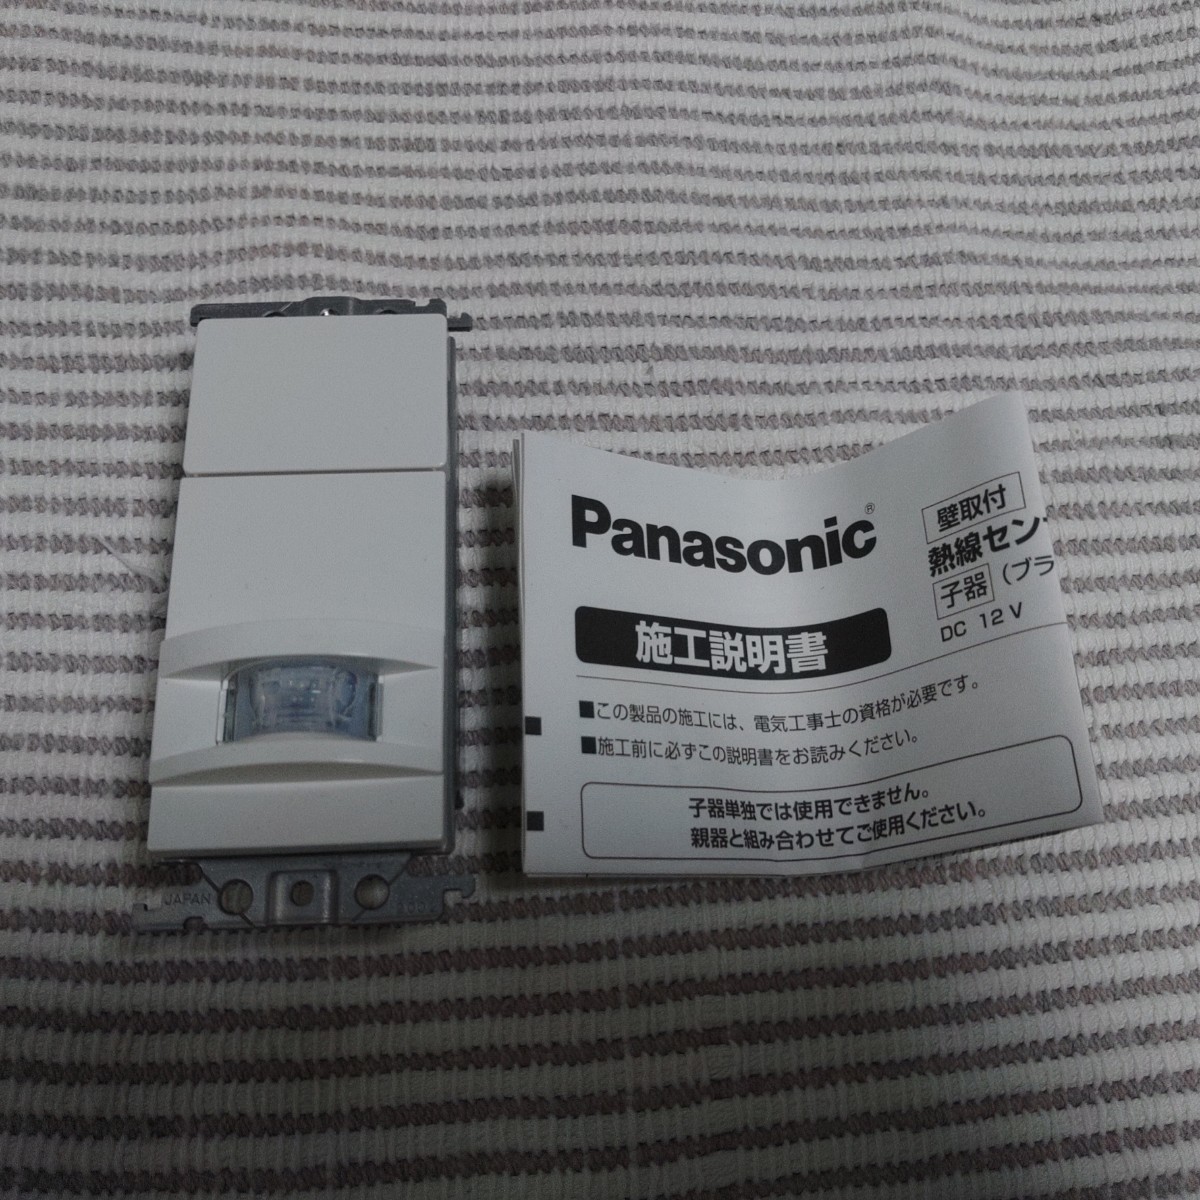 Panasonic®
壁取付
熱線セン
子器 (ブラ
DC 12 V
施工説明書
■この製品の施工には、電気工事士の資格が必要です。
■施工前に必ずこの説明書をお読みください。
子器単独では使用できません。
親器と組み合わせてご使用ください。
JAPAN